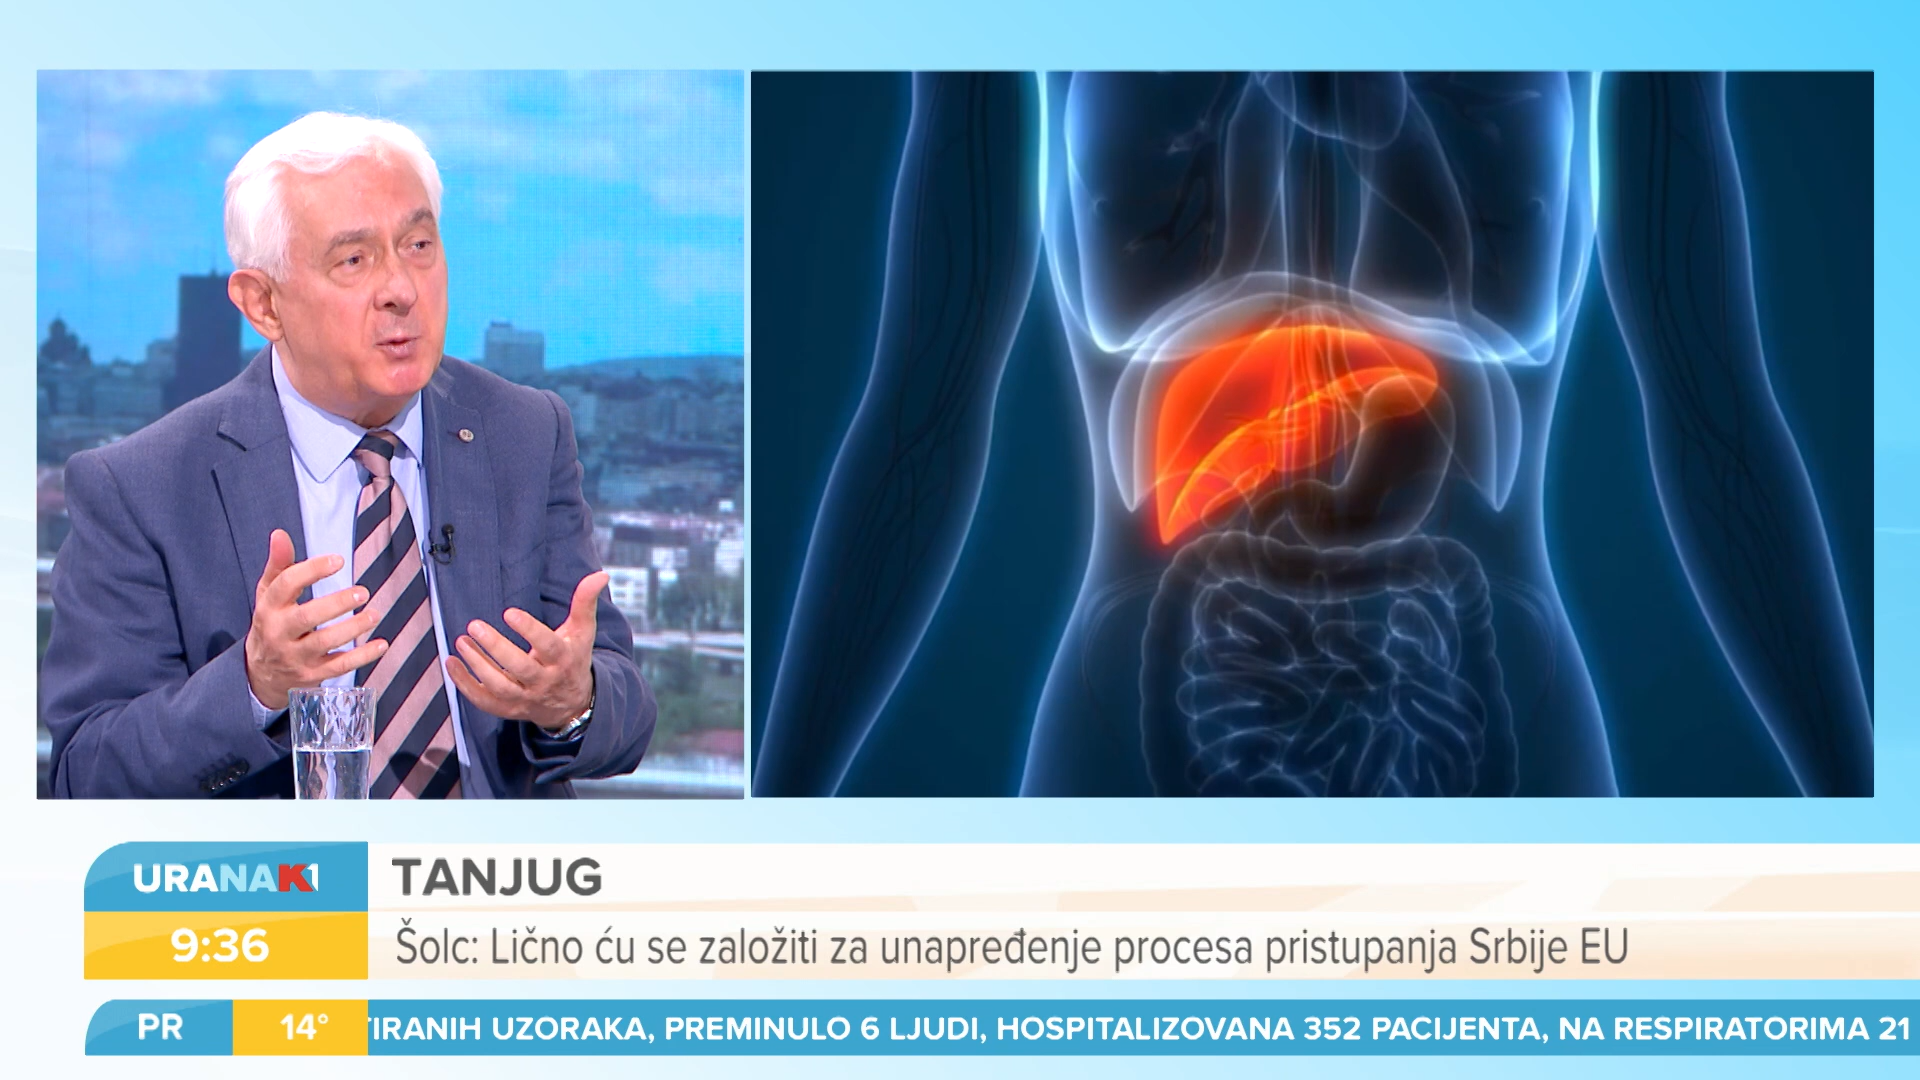 URANAK1
TANJUG
9:36
Šolc: Lično ću se založiti za unapređenje procesa pristupanja Srbije EU
PR
14°
TIRANIH UZORAKA, PREMINULO 6 LJUDI, HOSPITALIZOVANA 352 PACIJENTA, NA RESPIRATORIMA 21